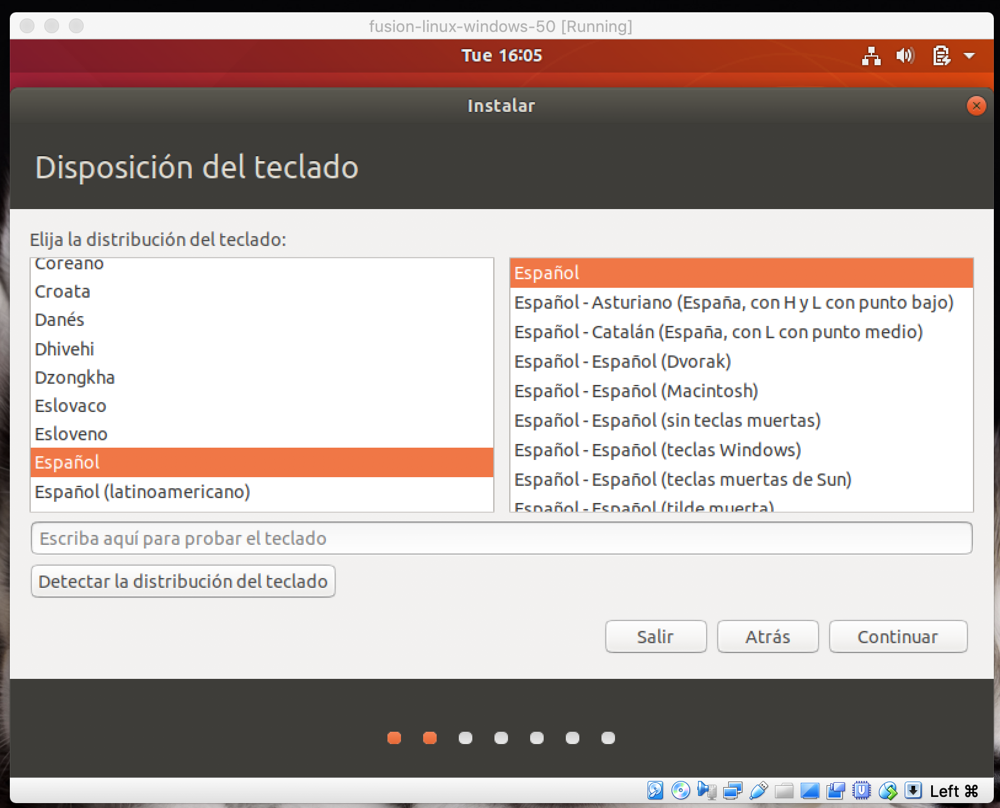 fusion-linux-windows-50 [Running]
Tue 16:05
Instalar
Disposición del teclado
Elija la distribución del teclado:
Coreano
Croata
Danés
Dhivehi
Dzongkha
Eslovaco
Esloveno
Español
Español (latinoamericano)
Español
Español - Asturiano (España, con H y L con punto bajo)
Español - Catalán (España, con L con punto medio)
Español - Español (Dvorak)
Español - Español (Macintosh)
Español - Español (sin teclas muertas)
Español - Español (teclas Windows)
Español - Español (teclas muertas de Sun)
Español - Español (tilde muerta)
Escriba aquí para probar el teclado
Detectar la distribución del teclado
Salir
Atrás
Continuar
Left ⌘